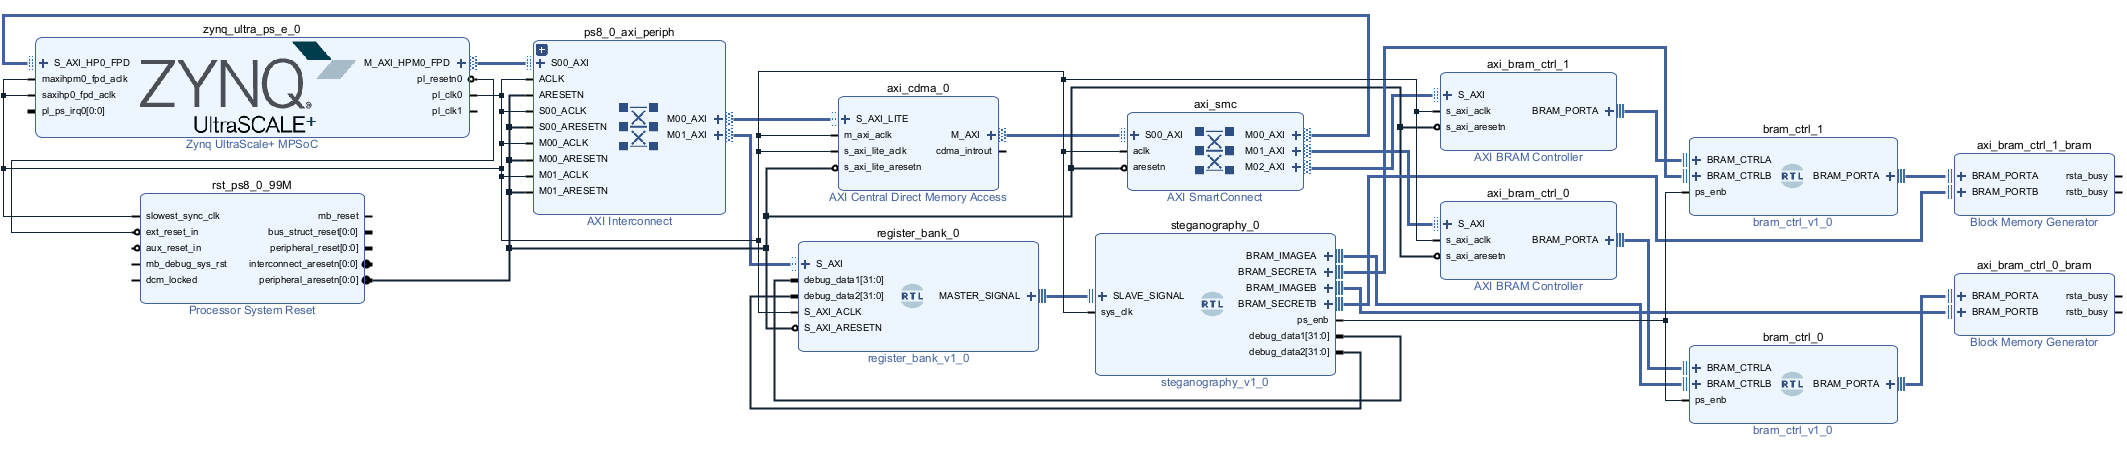 zynq_ultra_ps_e_0
S_AXI_HP0_FPD
maxihpm0_fpd_aclk
saxihp0_fpd_aclk
pl_ps_irq0[0:0]
ZYNQ
UltraSCALE+
M_AXI_HPM0_FPD
pl_resetn0
pl_clk0
pl_clk1
Zynq UltraScale+ MPSoC
rst_ps8_0_99M
slowest_sync_clk
ext_reset_in
aux_reset_in
mb_debug_sys_rst
dcm_locked
mb_reset
bus_struct_reset[0:0]
peripheral_reset[0:0]
interconnect_aresetn[0:0]
peripheral_aresetn[0:0]
Processor System Reset
ps8_0_axi_periph
S00_AXI
ACLK
ARESETN
S00_ACLK
S00_ARESETN
M00_ACLK
M00_ARESETN
M01_ACLK
M01_ARESETN
M00_AXI
M01_AXI
AXI Interconnect
axi_cdma_0
S_AXI_LITE
m_axi_aclk
s_axi_lite_aclk
s_axi_lite_aresetn
M_AXI
cdma_introut
AXI Central Direct Memory Access
register_bank_0
S_AXI
debug_data1[31:0]
debug_data2[31:0]
S_AXI_ACLK
S_AXI_ARESETN
RTL
MASTER_SIGNAL
register_bank_v1_0
axi_smc
S00_AXI
aclk
aresetn
M00_AXI
M01_AXI
M02_AXI
AXI SmartConnect
steganography_0
SLAVE_SIGNAL
sys_clk
RTL
BRAM_IMAGEA
BRAM_SECRETA
BRAM_IMAGEB
BRAM_SECRETB
ps_enb
debug_data1[31:0]
debug_data2[31:0]
steganography_v1_0
axi_bram_ctrl_1
S_AXI
s_axi_aclk
s_axi_aresetn
BRAM_PORTA
AXI BRAM Controller
axi_bram_ctrl_0
S_AXI
s_axi_aclk
s_axi_aresetn
BRAM_PORTA
AXI BRAM Controller
bram_ctrl_1
BRAM_CTRLA
BRAM_CTRLB
ps_enb
RTL
BRAM_PORTA
bram_ctrl_v1_0
bram_ctrl_0
BRAM_CTRLA
BRAM_CTRLB
ps_enb
RTL
BRAM_PORTA
bram_ctrl_v1_0
axi_bram_ctrl_1_bram
BRAM_PORTA
BRAM_PORTB
rsta_busy
rstb_busy
Block Memory Generator
axi_bram_ctrl_0_bram
BRAM_PORTA
BRAM_PORTB
rsta_busy
rstb_busy
Block Memory Generator